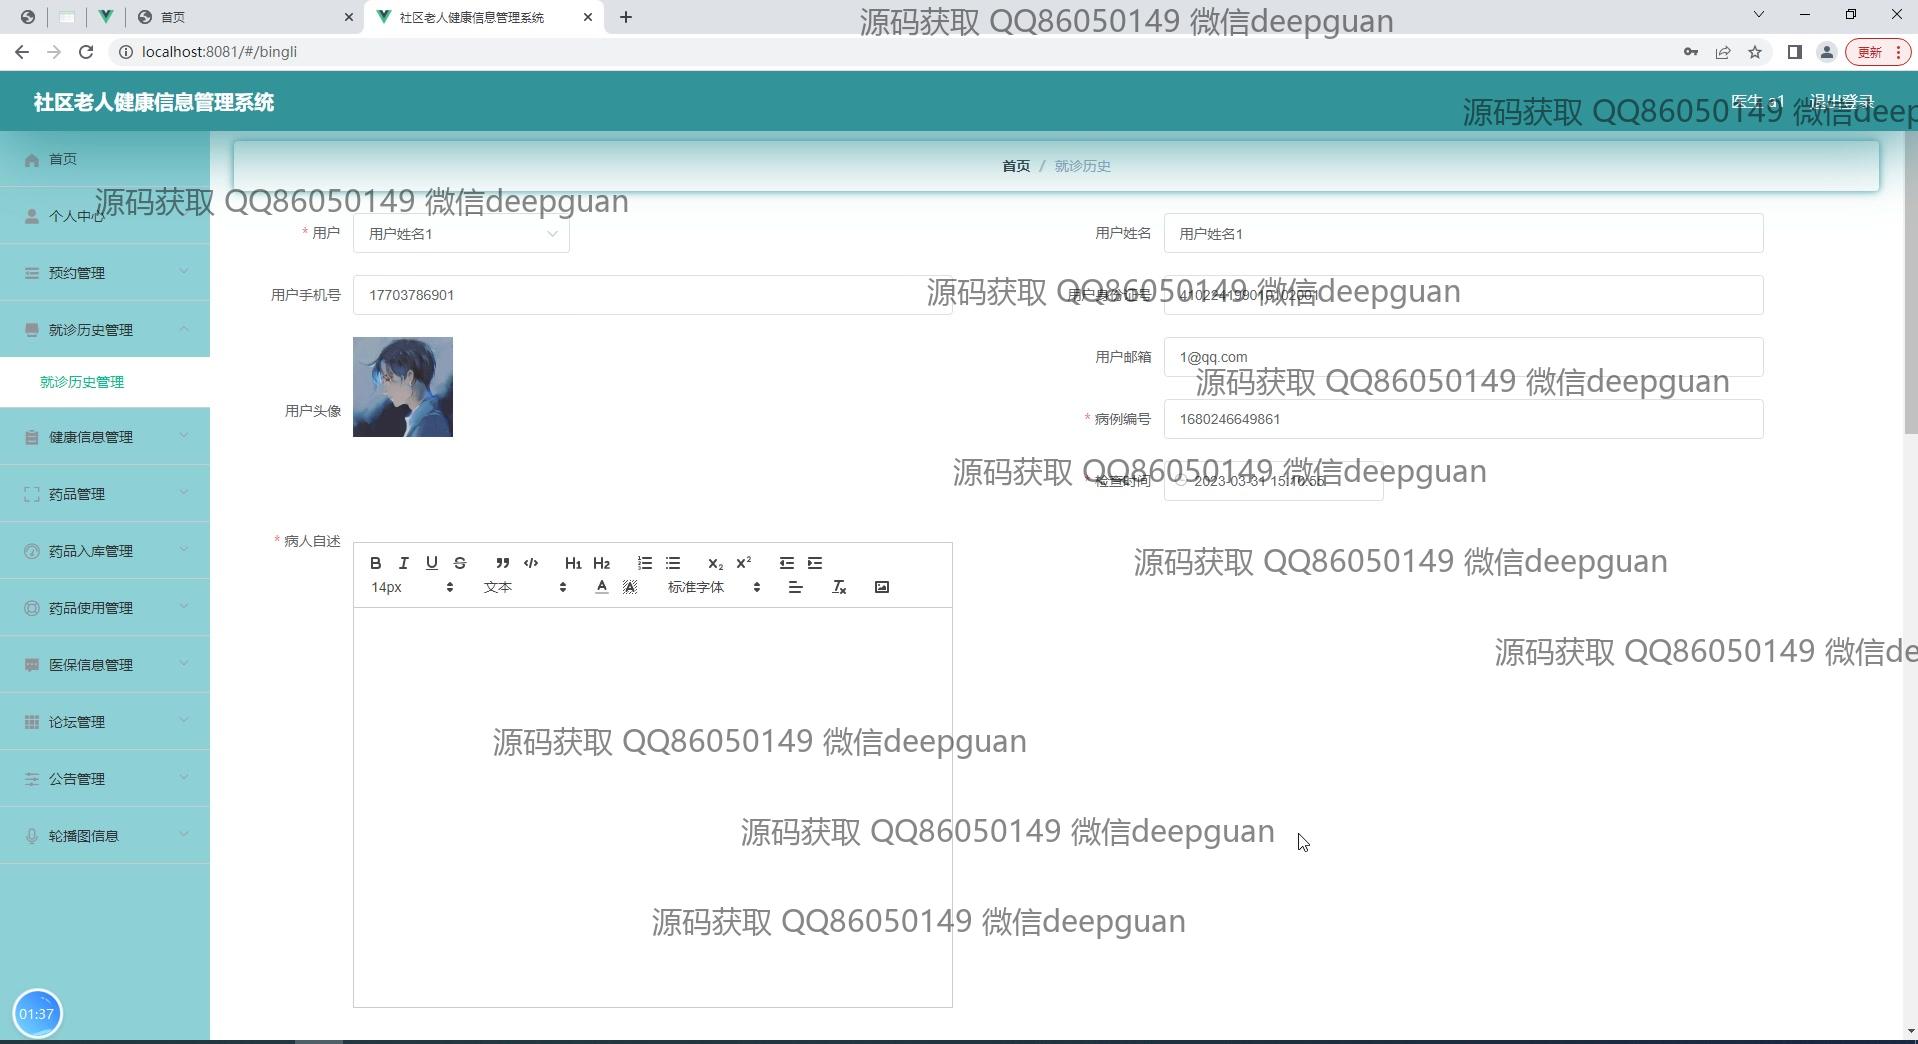 首页
社区老人健康信息管理系统
源码获取 QQ86050149 微信deepguan
localhost:8081/#/bingli
更新
社区老人健康信息管理系统
医生 a1
退出登录
源码获取 QQ86050149 微信deep
首页
首页 / 就诊历史
源码获取 QQ86050149 微信deepguan
个人中心
* 用户
用户姓名1
用户姓名
用户姓名1
预约管理
用户手机号
17703786901
用户身份证号
源码获取 QQ86050149 微信deepguan
就诊历史管理
用户邮箱
1@qq.com
就诊历史管理
源码获取 QQ86050149 微信deepguan
用户头像
* 病例编号
1680246649861
健康信息管理
源码获取 QQ86050149 微信deepguan
* 检查时间
2023-03-31 15:10:55
药品管理
* 病人自述
药品入库管理
B I U S H1 H2 x2 x2
14px 文本 A A 标准字体 Tx
源码获取 QQ86050149 微信deepguan
药品使用管理
医保信息管理
源码获取 QQ86050149 微信de
论坛管理
源码获取 QQ86050149 微信deepguan
公告管理
轮播图信息
源码获取 QQ86050149 微信deepguan
源码获取 QQ86050149 微信deepguan
01:37